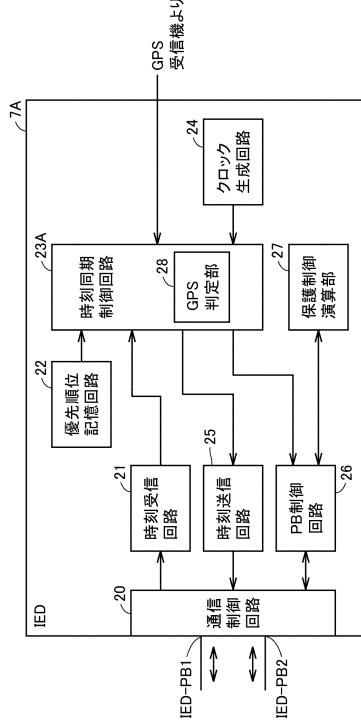 IED
7A
IED-PB1
IED-PB2
20
通信
制御
回路
21
時刻受信
回路
22
優先順位
記憶回路
23A
時刻同期
制御回路
28
GPS
判定部
GPS
受信機より
24
クロック
生成回路
25
時刻送信
回路
26
PB制御
回路
27
保護制御
演算部